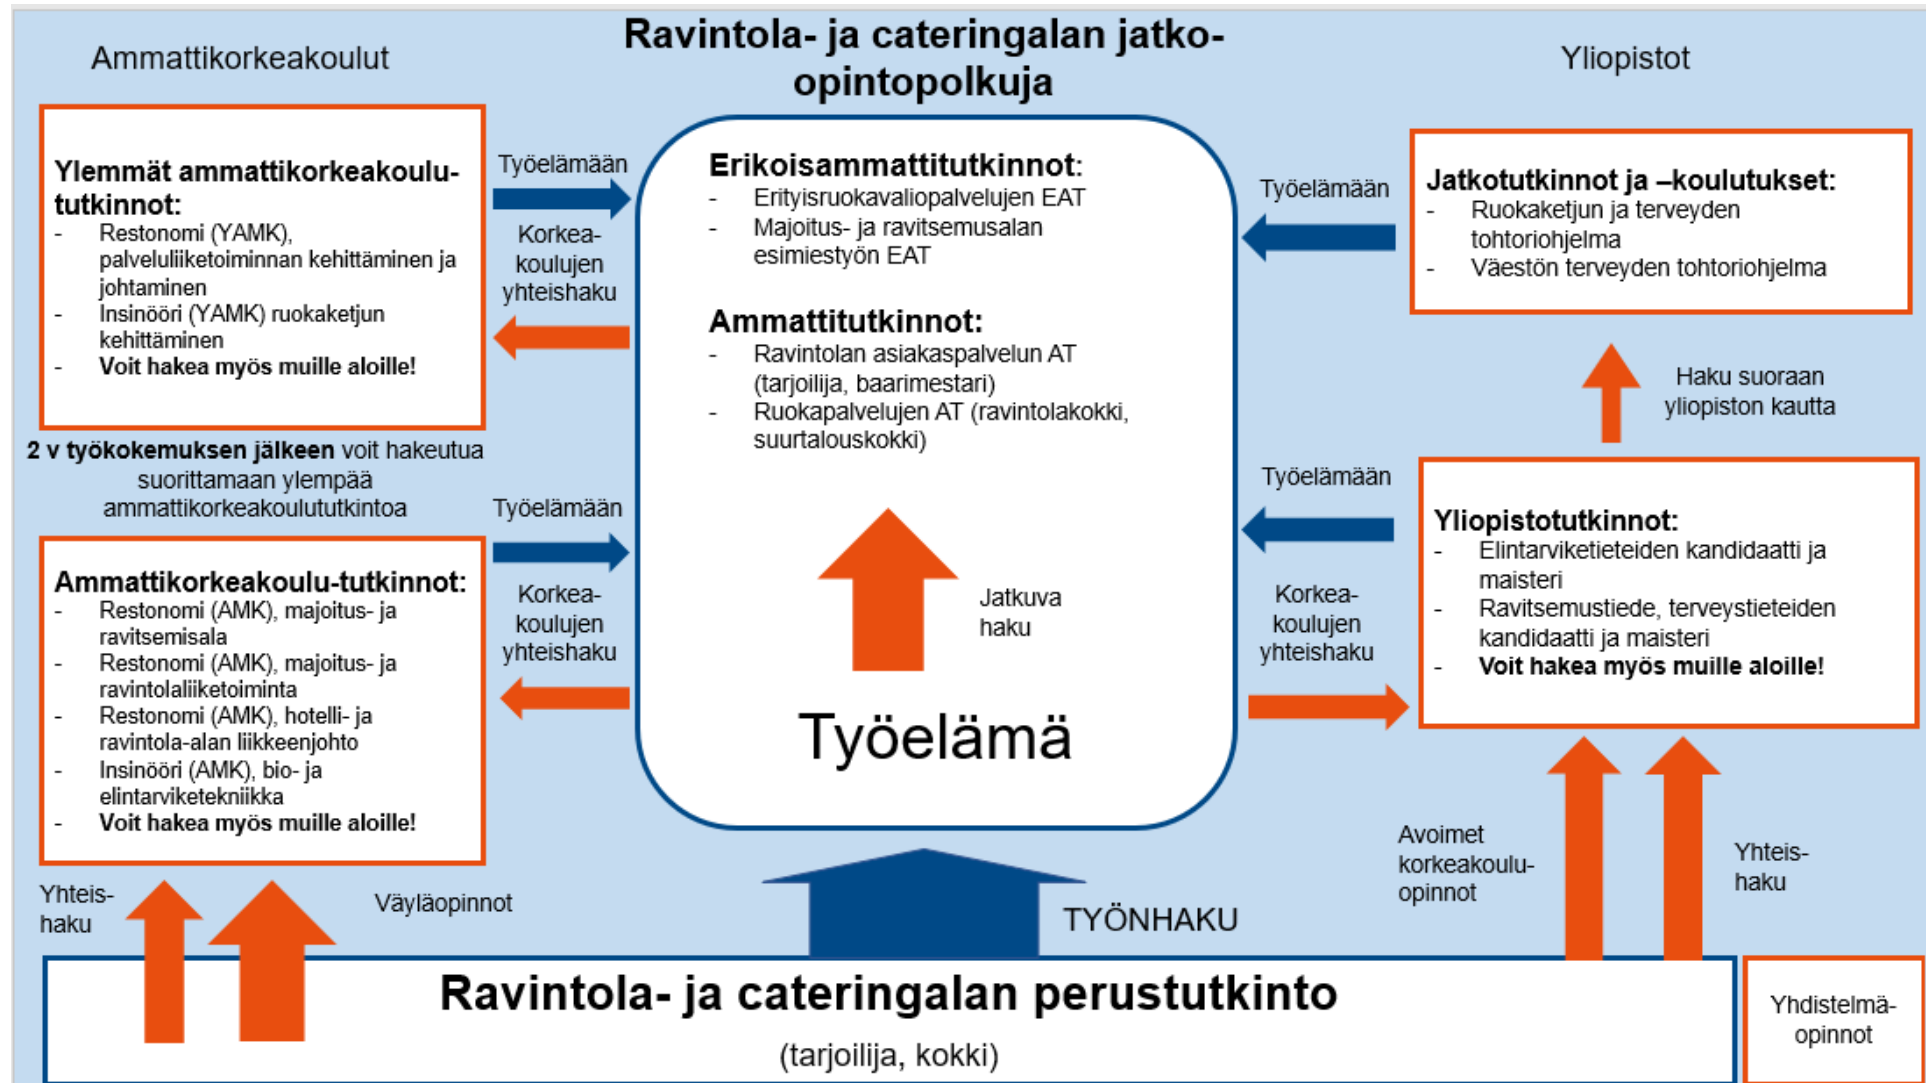 Ravintola- ja cateringalan jatko-
opintopolkuja
Ammattikorkeakoulut
Ylemmät ammattikorkeakoulu-
tutkinnot:
- Restonomi (YAMK),
palveluliiketoiminnan kehittäminen ja
johtaminen
- Insinööri (YAMK) ruokaketjun
kehittäminen
- Voit hakea myös muille aloille!
2 v työkokemuksen jälkeen voit hakeutua
suorittamaan ylempää
ammattikorkeakoulututkintoa
Ammattikorkeakoulu-tutkinnot:
- Restonomi (AMK), majoitus- ja
ravitsemisala
- Restonomi (AMK), majoitus- ja
ravintolaliiketoiminta
- Restonomi (AMK), hotelli- ja
ravintola-alan liikkeenjohto
- Insinööri (AMK), bio- ja
elintarviketekniikka
- Voit hakea myös muille aloille!
Yhteis-
haku
Väyläopinnot
Työelämään
Korkea-
koulujen
yhteishaku
Työelämään
Korkea-
koulujen
yhteishaku
Erikoisammattitutkinnot:
- Erityisruokavaliopalvelujen EAT
- Majoitus- ja ravitsemusalan
esimiestyön EAT
Ammattitutkinnot:
- Ravintolan asiakaspalvelun AT
(tarjoilija, baarimestari)
- Ruokapalvelujen AT (ravintolakokki,
suurtalouskokki)
Jatkuva
haku
Työelämä
TYÖNHAKU
Yliopistot
Työelämään
Jatkotutkinnot ja –koulutukset:
- Ruokaketjun ja terveyden
tohtoriohjelma
- Väestön terveyden tohtoriohjelma
Haku suoraan
yliopiston kautta
Työelämään
Korkea-
koulujen
yhteishaku
Yliopistotutkinnot:
- Elintarviketieteiden kandidaatti ja
maisteri
- Ravitsemustiede, terveystieteiden
kandidaatti ja maisteri
- Voit hakea myös muille aloille!
Avoimet
korkeakoulu-
opinnot
Yhteis-
haku
Ravintola- ja cateringalan perustutkinto
(tarjoilija, kokki)
Yhdistelmä-
opinnot